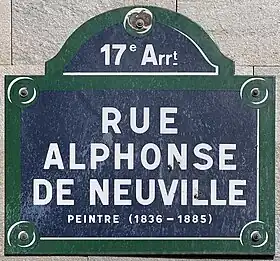 17e Arrt
RUE
ALPHONSE
DE NEUVILLE
PEINTRE (1836-1885)